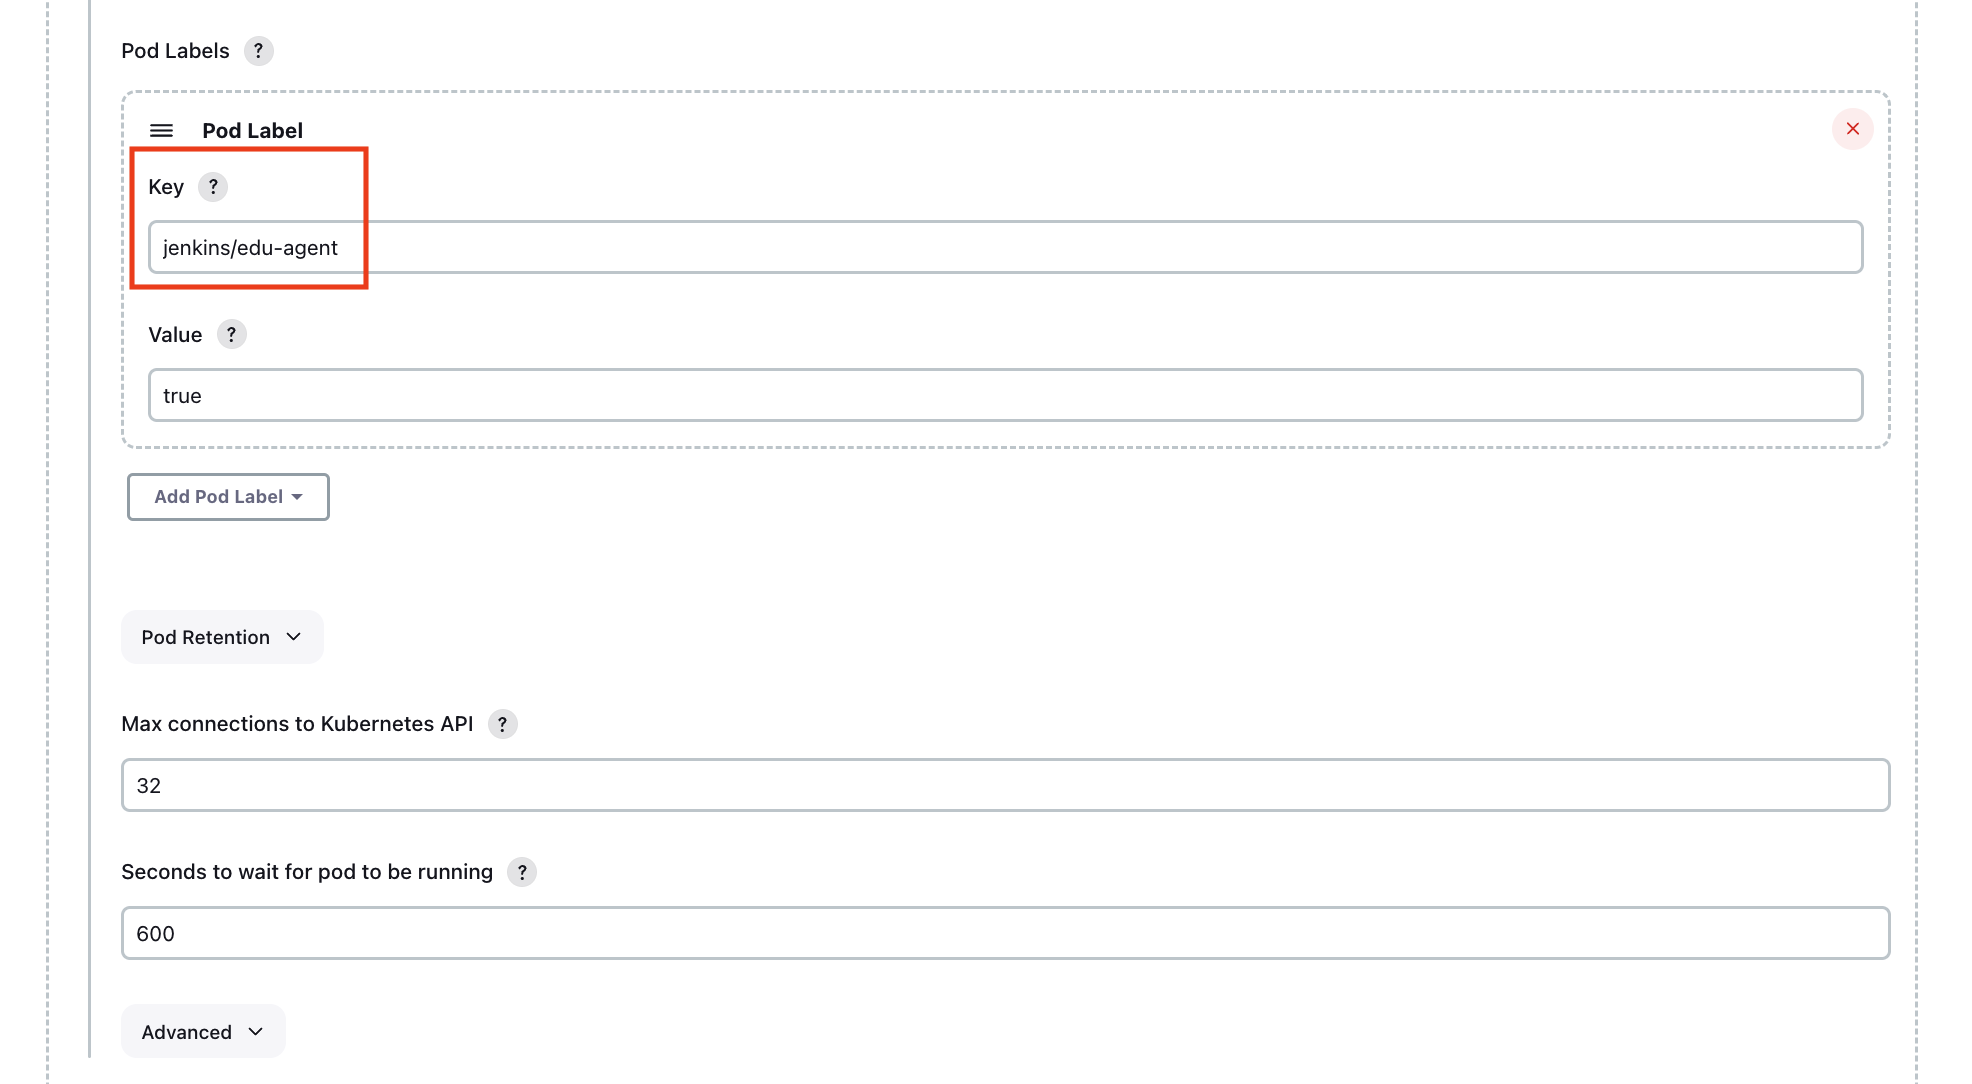 Pod Labels ?
Pod Label
Key ?
jenkins/edu-agent
Value ?
true
Add Pod Label
Pod Retention
Max connections to Kubernetes API ?
32
Seconds to wait for pod to be running ?
600
Advanced